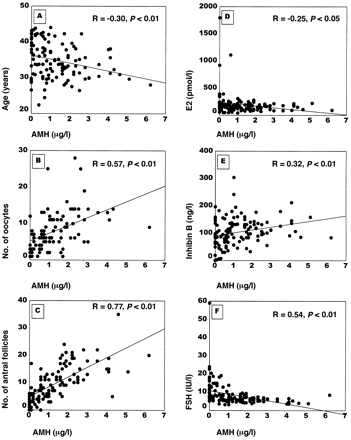 A
R = -0.30, P < 0.01
Age (years)
50
40
30
20
0 1 2 3 4 5 6 7
AMH (µg/l)
D
R = -0.25, P < 0.05
E2 (pmol/l)
2000
1500
1000
500
0
0 1 2 3 4 5 6 7
AMH (µg/l)
B
R = 0.57, P < 0.01
No. of oocytes
30
20
10
0
0 1 2 3 4 5 6 7
AMH (µg/l)
E
R = 0.32, P < 0.01
Inhibin B (ng/l)
400
300
200
100
0
0 1 2 3 4 5 6 7
AMH (µg/l)
C
R = 0.77, P < 0.01
No. of antral follicles
40
30
20
10
0
0 1 2 3 4 5 6 7
AMH (µg/l)
F
R = 0.54, P < 0.01
FSH (IU/l)
60
50
40
30
20
10
0
0 1 2 3 4 5 6 7
AMH (µg/l)